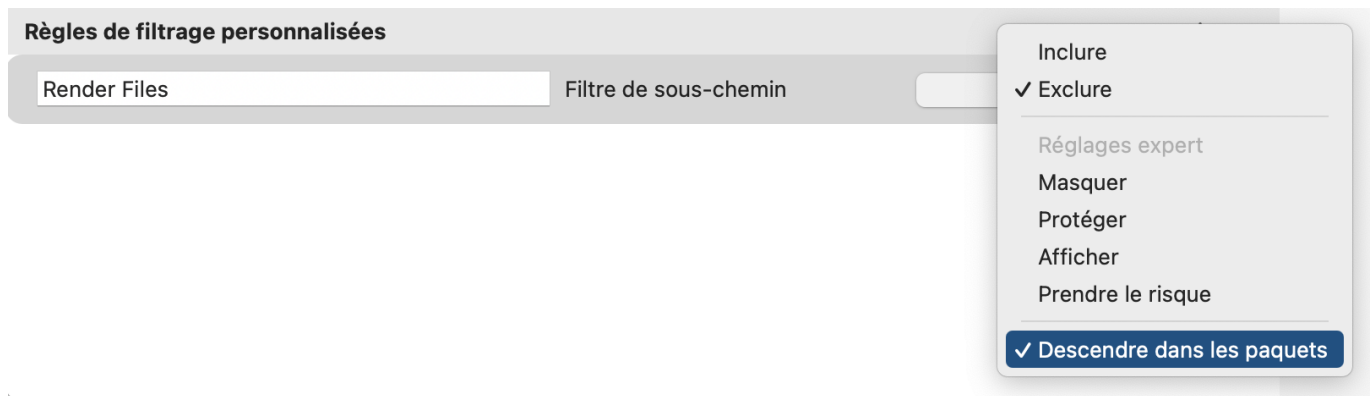 Règles de filtrage personnalisées
Render Files
Filtre de sous-chemin
Inclure
✓ Exclure
Réglages expert
Masquer
Protéger
Afficher
Prendre le risque
✓ Descendre dans les paquets